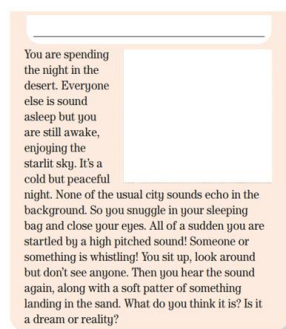 You are spending
the night in the
desert. Everyone
else is sound
asleep but you
are still awake,
enjoying the
starlit sky. It's a
cold but peaceful
night. None of the usual city sounds echo in the
background. So you snuggle in your sleeping
bag and close your eyes. All of a sudden you are
startled by a high pitched sound! Someone or
something is whistling! You sit up, look around
but don't see anyone. Then you hear the sound
again, along with a soft patter of something
landing in the sand. What do you think it is? Is it
a dream or reality?